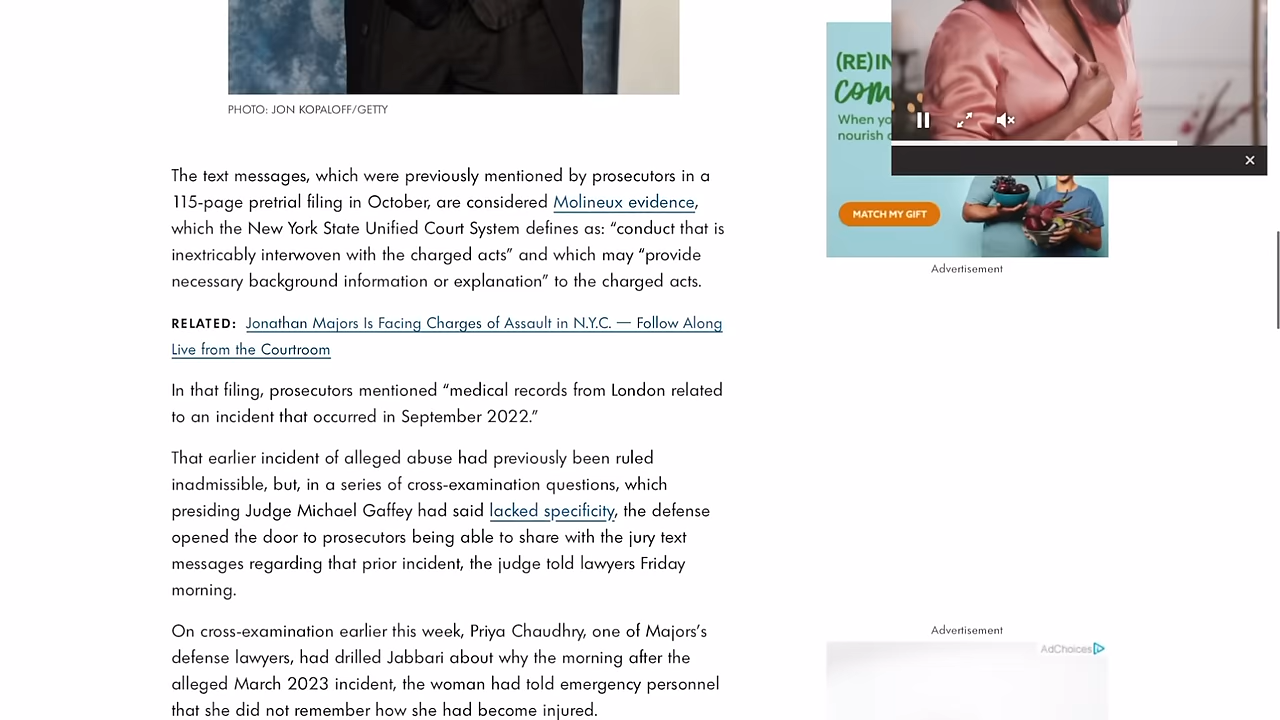 PHOTO: JON KOPALOFF/GETTY
The text messages, which were previously mentioned by prosecutors in a
115-page pretrial filing in October, are considered Molineux evidence,
which the New York State Unified Court System defines as: “conduct that is
inextricably interwoven with the charged acts” and which may “provide
necessary background information or explanation” to the charged acts.
RELATED: Jonathan Majors Is Facing Charges of Assault in N.Y.C. — Follow Along
Live from the Courtroom
In that filing, prosecutors mentioned “medical records from London related
to an incident that occurred in September 2022.”
That earlier incident of alleged abuse had previously been ruled
inadmissible, but, in a series of cross-examination questions, which
presiding Judge Michael Gaffey had said lacked specificity, the defense
opened the door to prosecutors being able to share with the jury text
messages regarding that prior incident, the judge told lawyers Friday
morning.
On cross-examination earlier this week, Priya Chaudhry, one of Majors’s
defense lawyers, had drilled Jabbari about why the morning after the
alleged March 2023 incident, the woman had told emergency personnel
that she did not remember how she had become injured.
(RE)IN
com
When yo
nourish
MATCH MY GIFT
Advertisement
Advertisement
AdChoices